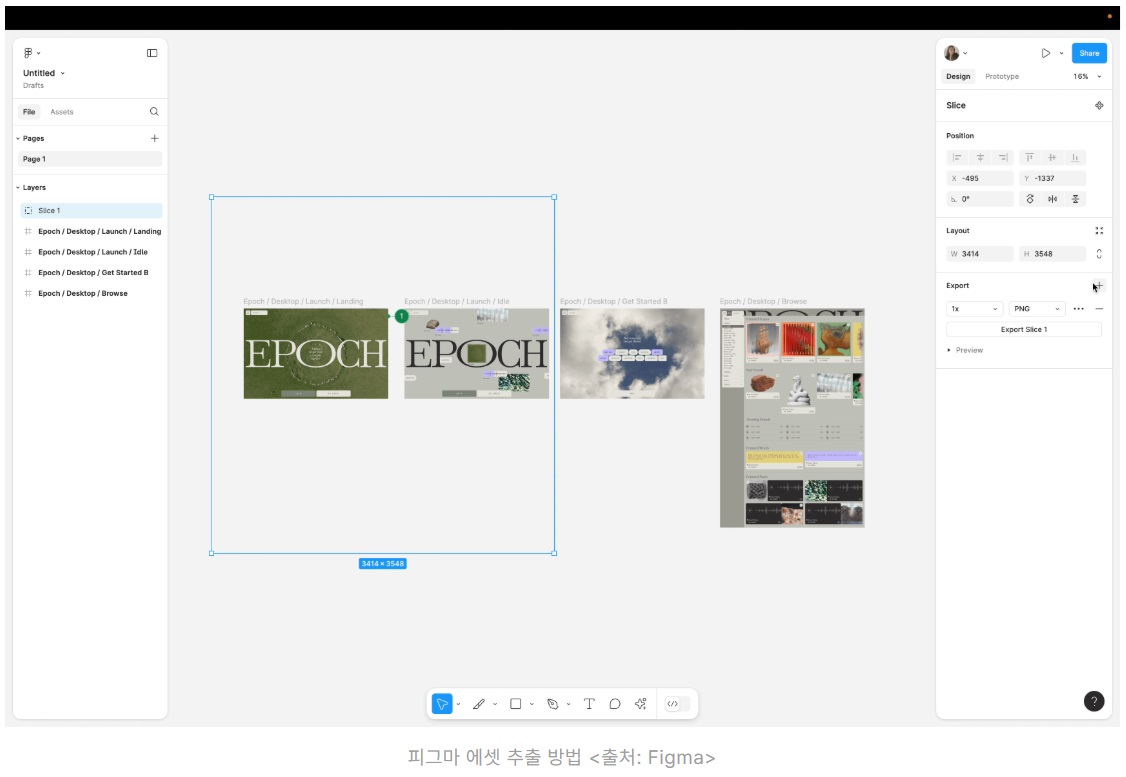 Untitled
Drafts
File
Assets
Pages
Page 1
Layers
Slice 1
Epoch / Desktop / Launch / Landing
Epoch / Desktop / Launch / Idle
Epoch / Desktop / Get Started B
Epoch / Desktop / Browse
Epoch / Desktop / Launch / Landing
Epoch / Desktop / Launch / Idle
Epoch / Desktop / Get Started B
Epoch / Desktop / Browse
EPOCH
1
EPOCH
3414 × 3548
Share
Design
Prototype
16%
Slice
Position
X -495
Y -1337
0°
Layout
W 3414
H 3548
Export
1x
PNG
Export Slice 1
Preview
?
피그마 에셋 추출 방법 <출처: Figma>